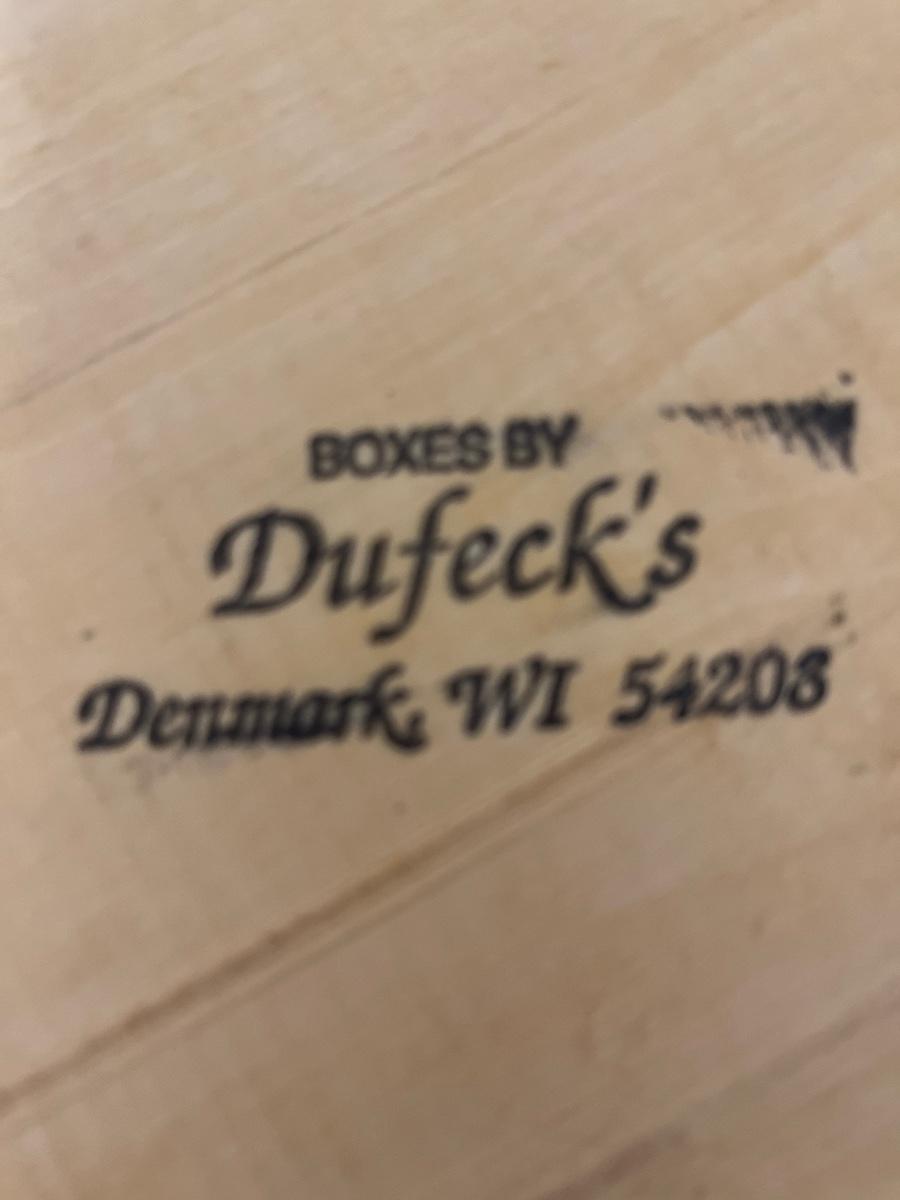 BOXES BY
Dufeck's
Denmark, WI 54208